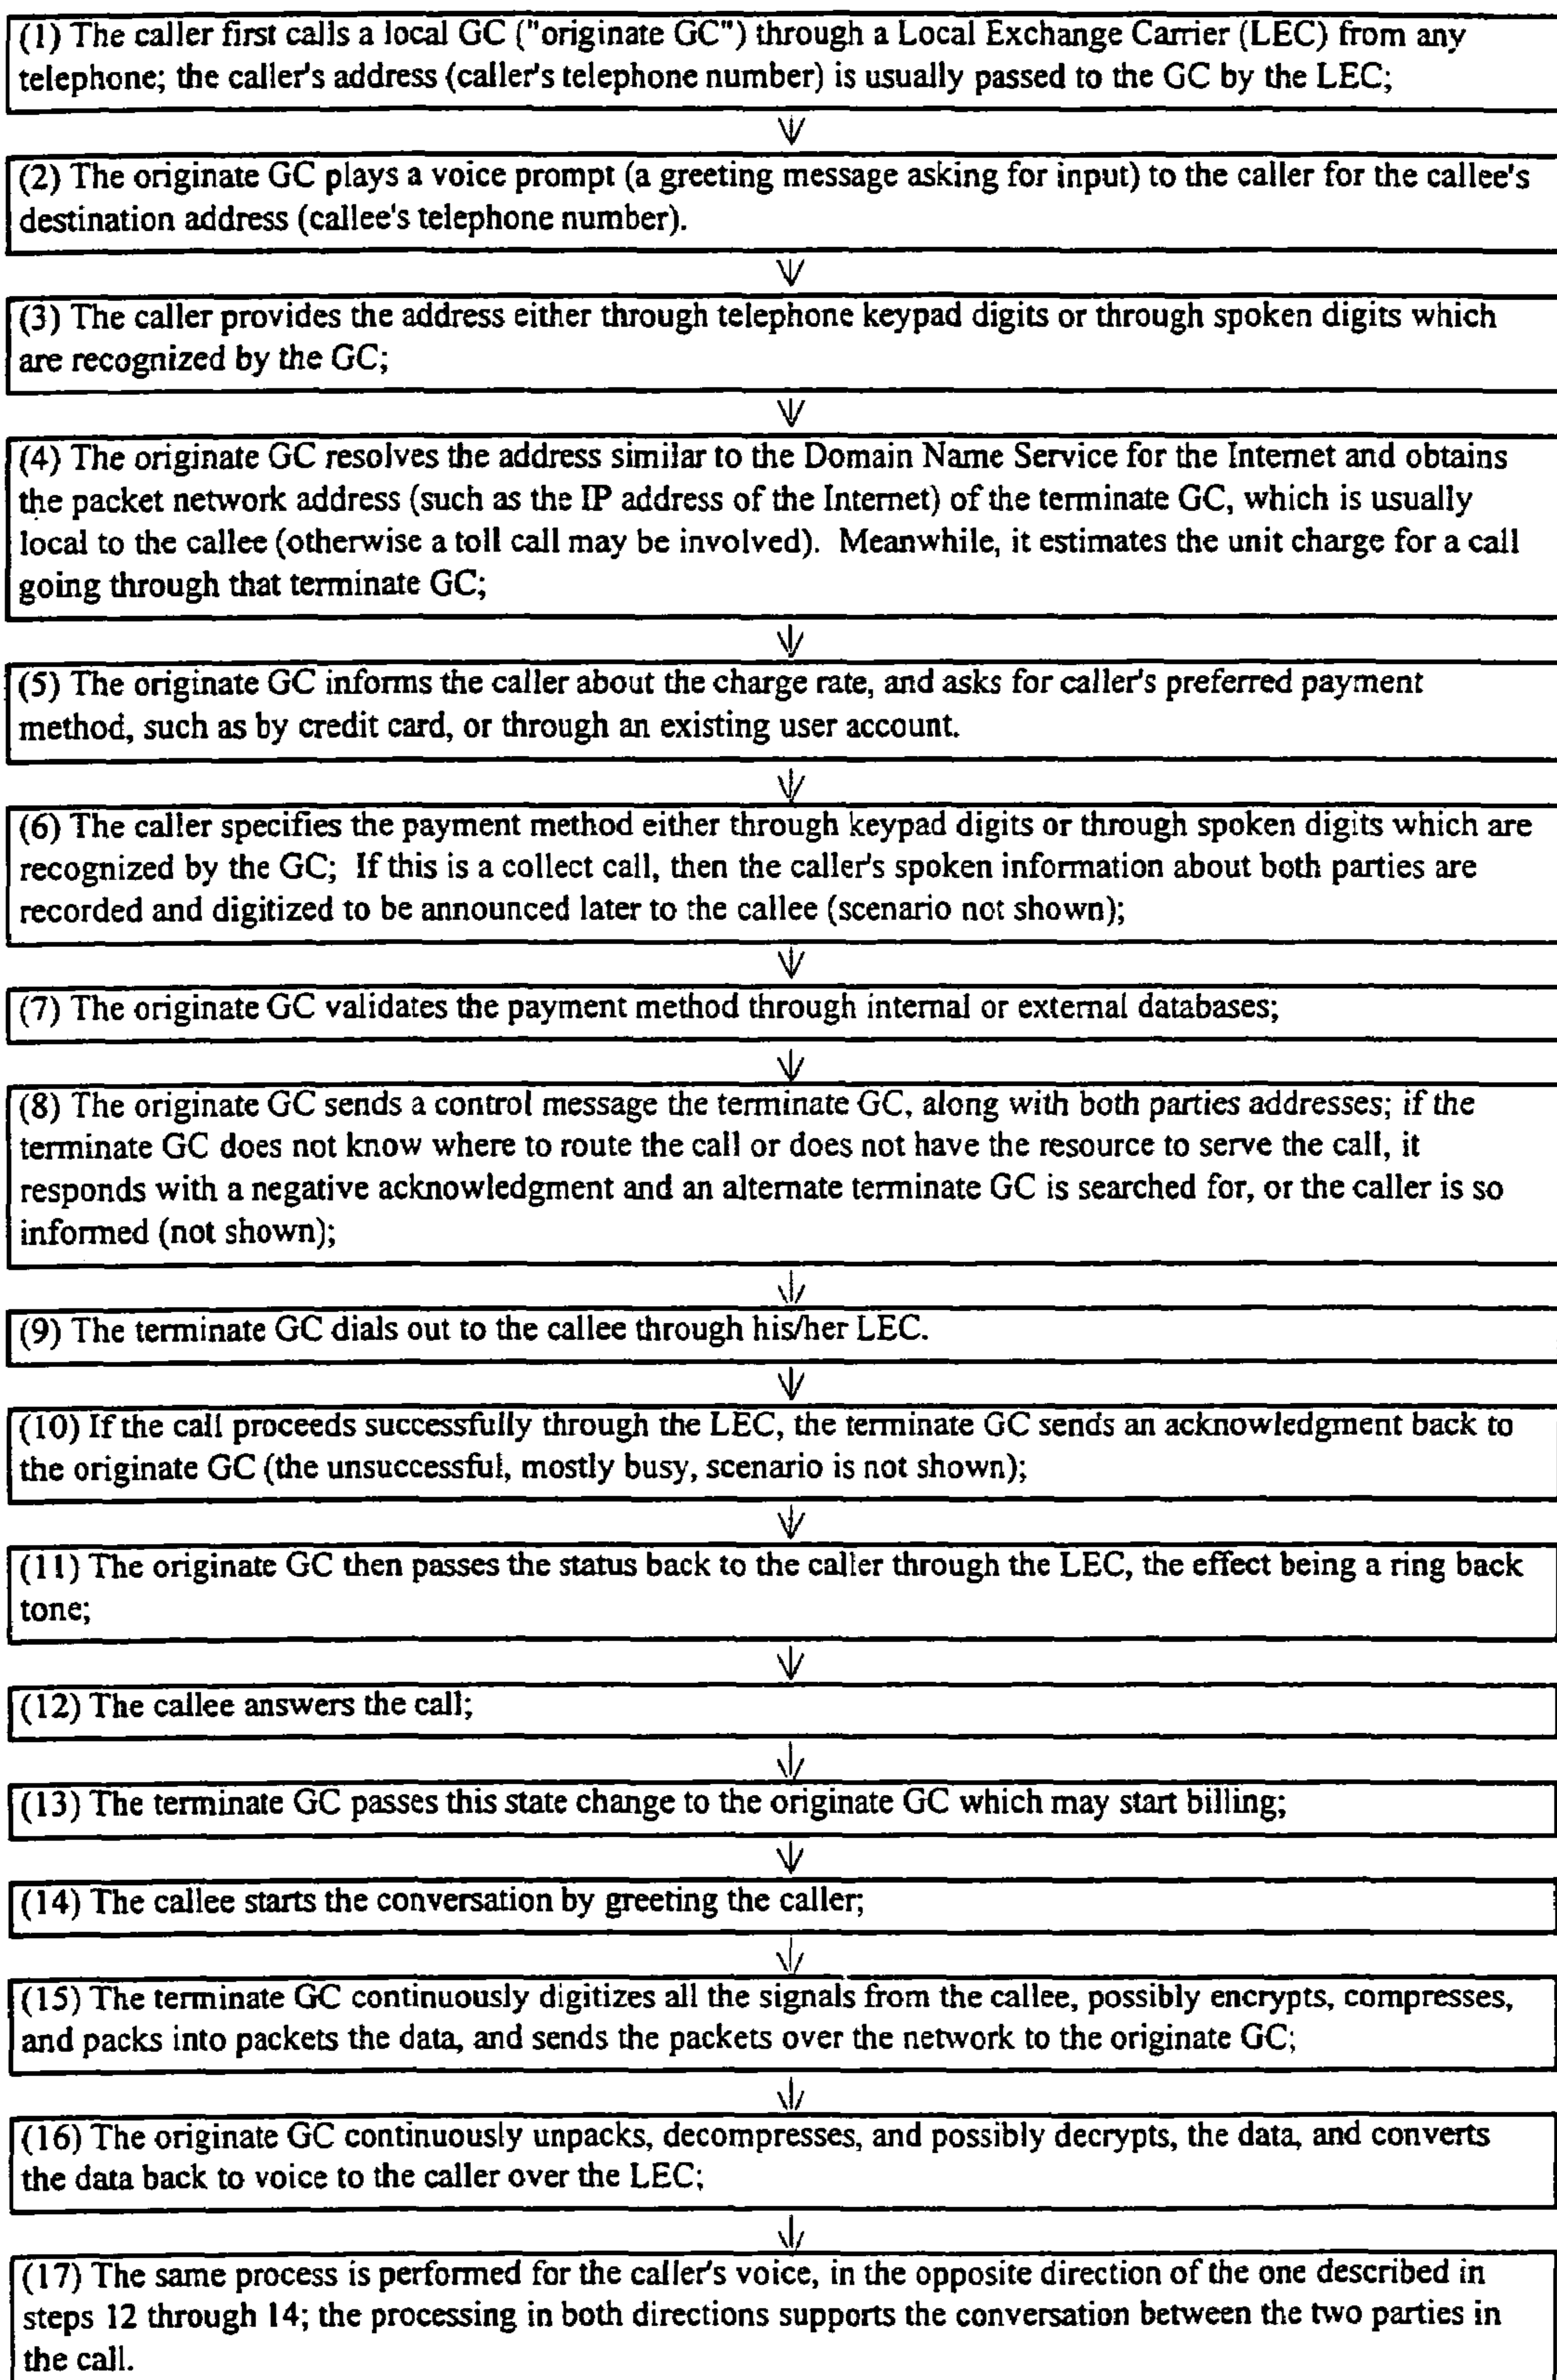 (1) The caller first calls a local GC ("originate GC") through a Local Exchange Carrier (LEC) from any
telephone; the caller's address (caller's telephone number) is usually passed to the GC by the LEC;
(2) The originate GC plays a voice prompt (a greeting message asking for input) to the caller for the callee's
destination address (callee's telephone number).
(3) The caller provides the address either through telephone keypad digits or through spoken digits which
are recognized by the GC;
(4) The originate GC resolves the address similar to the Domain Name Service for the Internet and obtains
the packet network address (such as the IP address of the Internet) of the terminate GC, which is usually
local to the callee (otherwise a toll call may be involved). Meanwhile, it estimates the unit charge for a call
going through that terminate GC;
(5) The originate GC informs the caller about the charge rate, and asks for caller's preferred payment
method, such as by credit card, or through an existing user account.
(6) The caller specifies the payment method either through keypad digits or through spoken digits which are
recognized by the GC; If this is a collect call, then the caller's spoken information about both parties are
recorded and digitized to be announced later to the callee (scenario not shown);
(7) The originate GC validates the payment method through internal or external databases;
(8) The originate GC sends a control message the terminate GC, along with both parties addresses; if the
terminate GC does not know where to route the call or does not have the resource to serve the call, it
responds with a negative acknowledgment and an alternate terminate GC is searched for, or the caller is so
informed (not shown);
(9) The terminate GC dials out to the callee through his/her LEC.
(10) If the call proceeds successfully through the LEC, the terminate GC sends an acknowledgment back to
the originate GC (the unsuccessful, mostly busy, scenario is not shown);
(11) The originate GC then passes the status back to the caller through the LEC, the effect being a ring back
tone;
(12) The callee answers the call;
(13) The terminate GC passes this state change to the originate GC which may start billing;
(14) The callee starts the conversation by greeting the caller;
(15) The terminate GC continuously digitizes all the signals from the callee, possibly encrypts, compresses,
and packs into packets the data, and sends the packets over the network to the originate GC;
(16) The originate GC continuously unpacks, decompresses, and possibly decrypts, the data, and converts
the data back to voice to the caller over the LEC;
(17) The same process is performed for the caller's voice, in the opposite direction of the one described in
steps 12 through 14; the processing in both directions supports the conversation between the two parties in
the call.